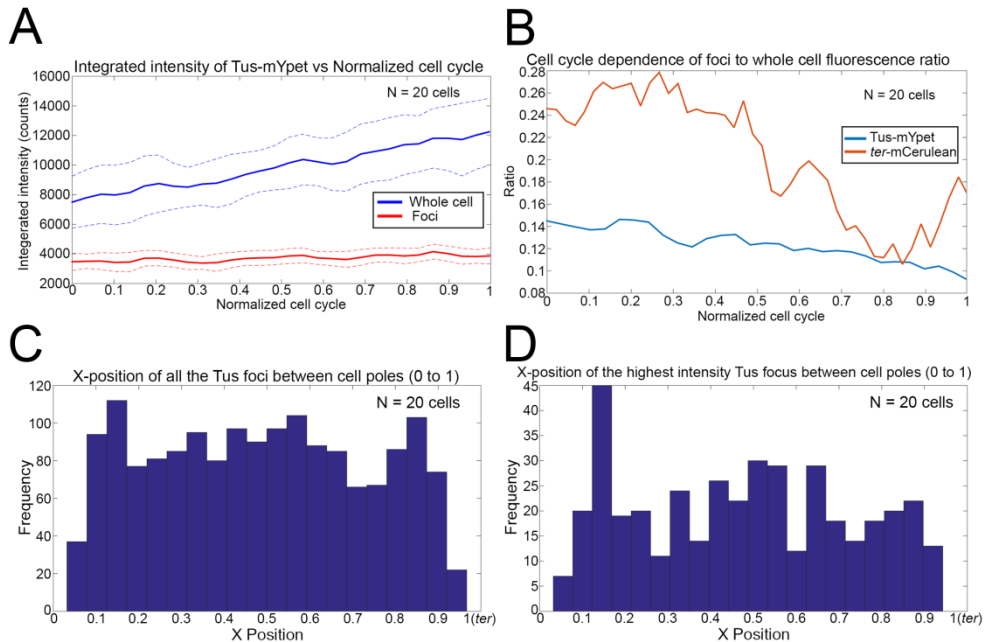 A
Integrated intensity of Tus-mYpet vs Normalized cell cycle
16000
14000
12000
10000
8000
6000
4000
2000
Integerated intensity (counts)
N = 20 cells
Whole cell
Foci
0 0.1 0.2 0.3 0.4 0.5 0.6 0.7 0.8 0.9 1
Normalized cell cycle
B
Cell cycle dependence of foci to whole cell fluorescence ratio
0.28
0.26
0.24
0.22
0.2
0.18
0.16
0.14
0.12
0.1
0.08
Ratio
N = 20 cells
Tus-mYpet
ter-mCerulean
0 0.1 0.2 0.3 0.4 0.5 0.6 0.7 0.8 0.9 1
Normalized cell cycle
C
X-position of all the Tus foci between cell poles (0 to 1)
120
100
80
60
40
20
0
Frequency
N = 20 cells
0.1 0.2 0.3 0.4 0.5 0.6 0.7 0.8 0.9 1(ter)
X Position
D
X-position of the highest intensity Tus focus between cell poles (0 to 1)
45
40
35
30
25
20
15
10
5
0
Frequency
N = 20 cells
0 0.1 0.2 0.3 0.4 0.5 0.6 0.7 0.8 0.9 1(ter)
X Position